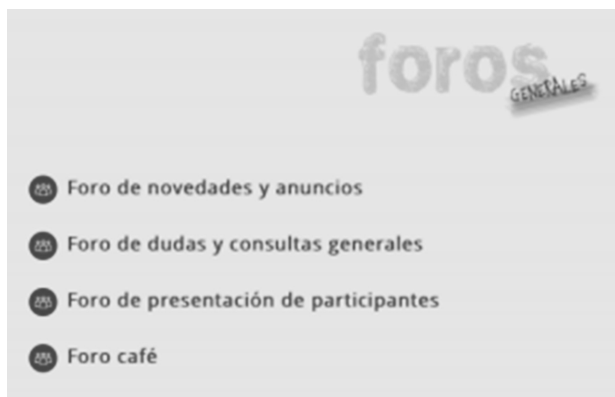 foros
GENERALES
Foro de novedades y anuncios
Foro de dudas y consultas generales
Foro de presentación de participantes
Foro café